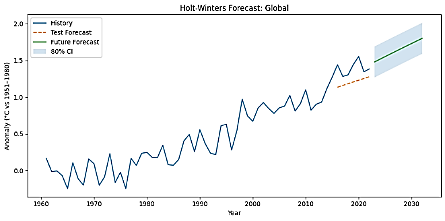 Holt-Winters Forecast: Global
History
Test Forecast
Future Forecast
80% CI
Anomaly (°C vs 1951-1980)
2.0
1.5
1.0
0.5
0.0
1960
1970
1980
1990
2000
2010
2020
2030
Year